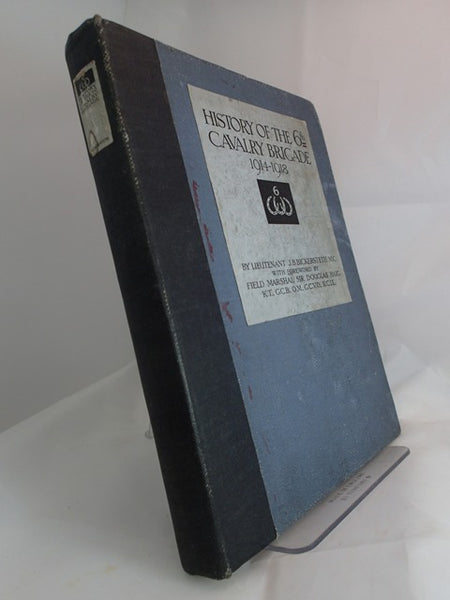 HISTORY OF THE 6th
CAVALRY BRIGADE
1914-1918
6
BY LIEUTENANT J.B. BICKERSTETH, M.C.
WITH FOREWORD BY
FIELD MARSHAL SIR DOUGLAS HAIG
K.T., G.C.B., O.M., G.C.V.O., K.C.I.E.